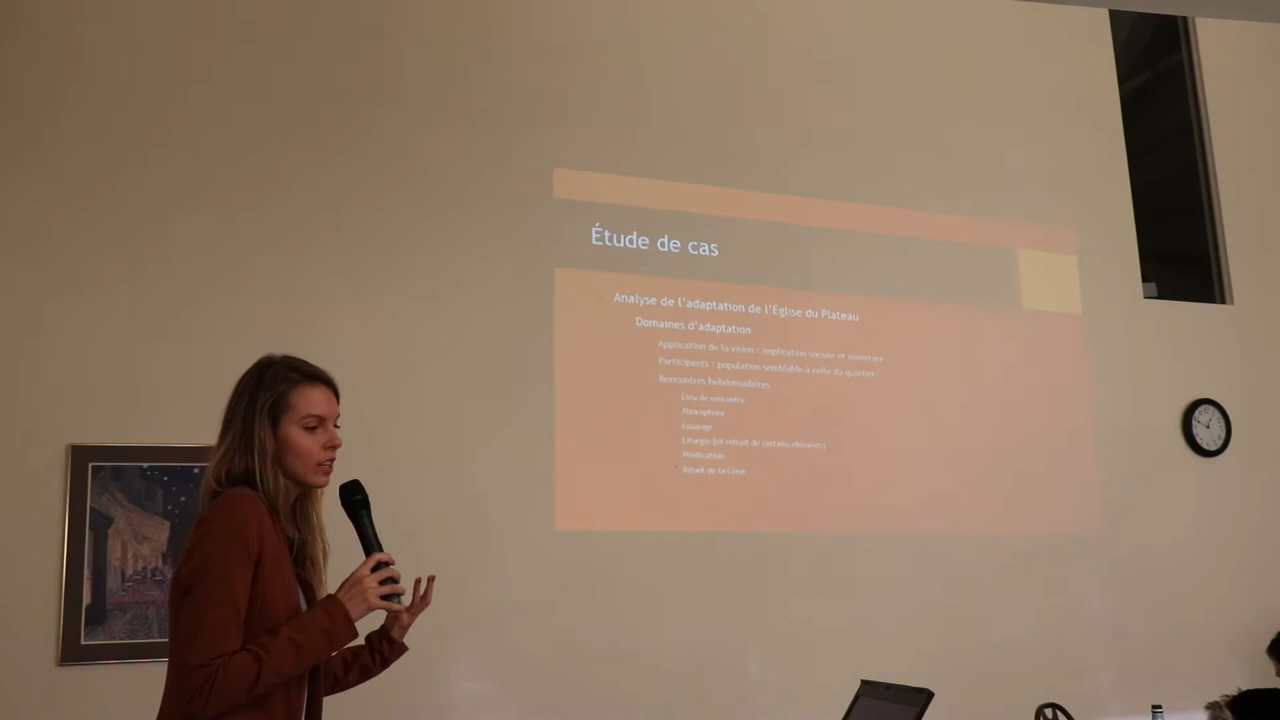 Étude de cas
Analyse de l'adaptation de l'Eglise du Plateau
Domaines d'adaptation
Application de la vision : implication sociale et ouverture
Participants : population semblable à celle du quartier
Rencontres hebdomadaires
Lieu de rencontre
Atmosphère
Louange
Liturgie (et retrait de certains éléments)
Prédication
Rituel de la Cène